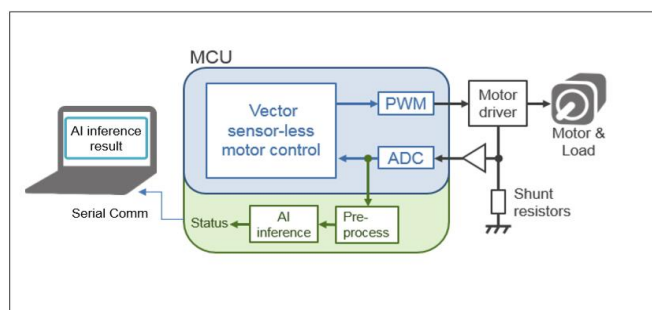 MCU
AI inference
result
Serial Comm
Vector
sensor-less
motor control
PWM
ADC
Motor
driver
Motor &
Load
Shunt
resistors
Status
AI
inference
Pre-
process